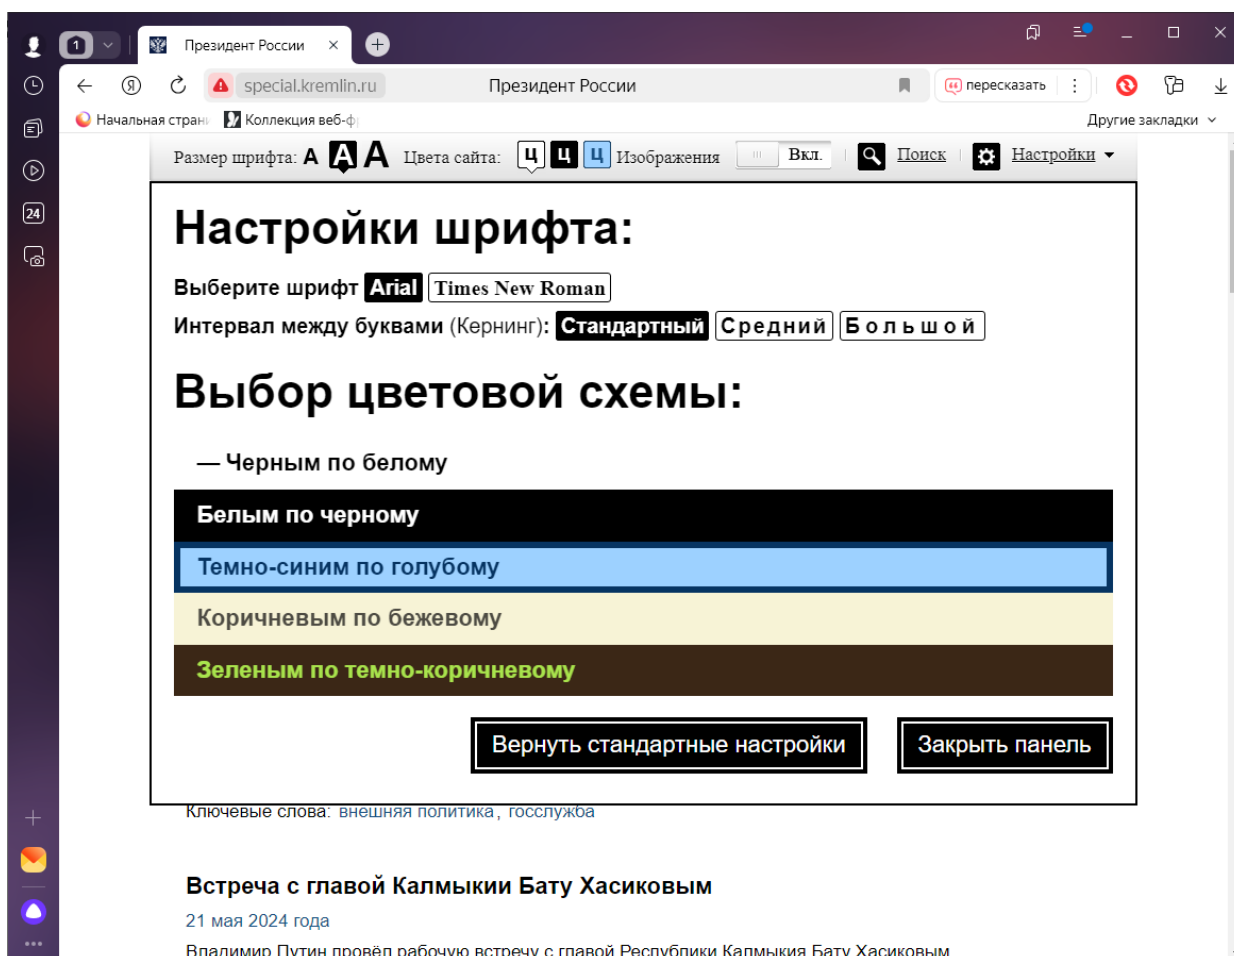 1
Президент России
special.kremlin.ru
Президент России
пересказать
Начальная страни
Коллекция веб-ф
Другие закладки
24
Размер шрифта: А А А Цвета сайта: Ц Ц Ц Изображения Вкл. Поиск Настройки
Настройки шрифта:
Выберите шрифт Arial Times New Roman
Интервал между буквами (Кернинг): Стандартный Средний Большой
Выбор цветовой схемы:
— Черным по белому
Белым по черному
Темно-синим по голубому
Коричневым по бежевому
Зеленым по темно-коричневому
Вернуть стандартные настройки
Закрыть панель
Ключевые слова: внешняя политика, госслужба
Встреча с главой Калмыкии Бату Хасиковым
21 мая 2024 года
Владимир Путин провёл рабочую встречу с главой Республики Калмыкия Бату Хасиковым